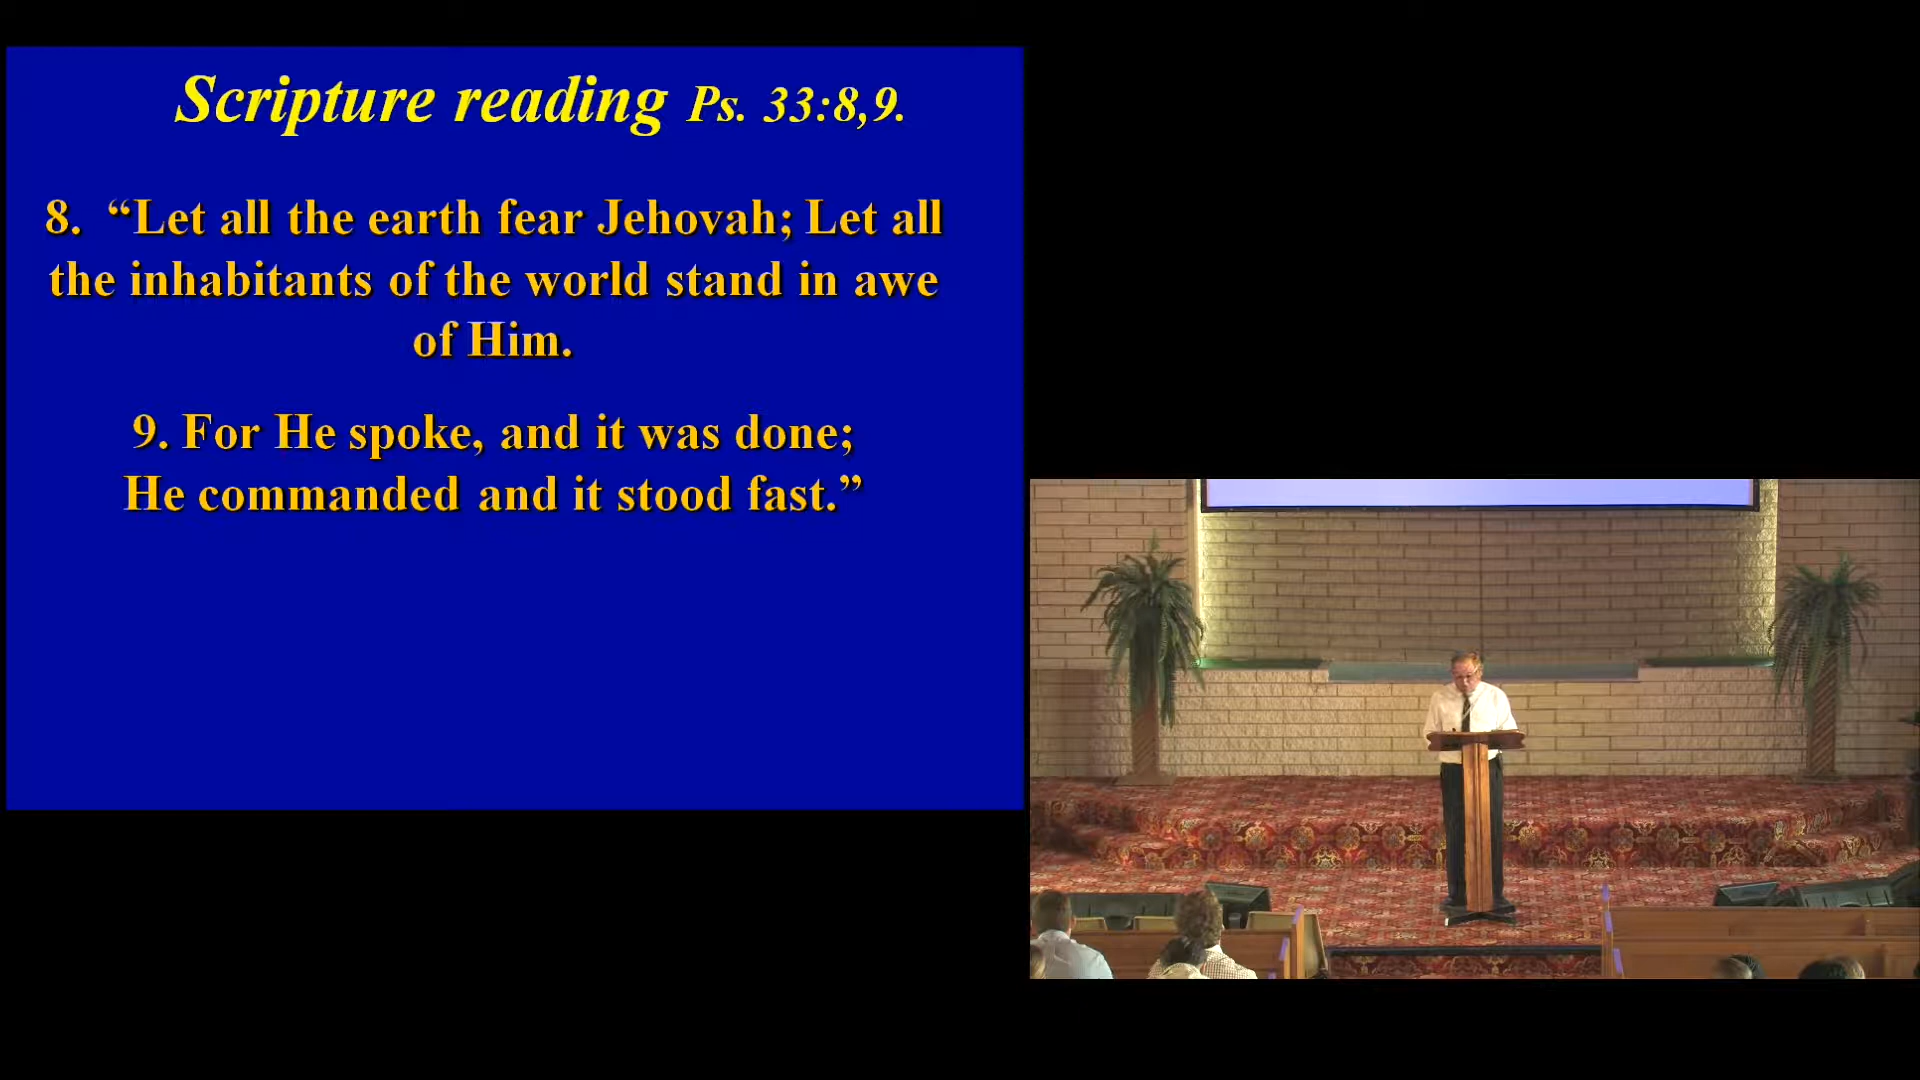 Scripture reading Ps. 33:8,9.
8. “Let all the earth fear Jehovah; Let all
the inhabitants of the world stand in awe
of Him.
9. For He spoke, and it was done;
He commanded and it stood fast.”